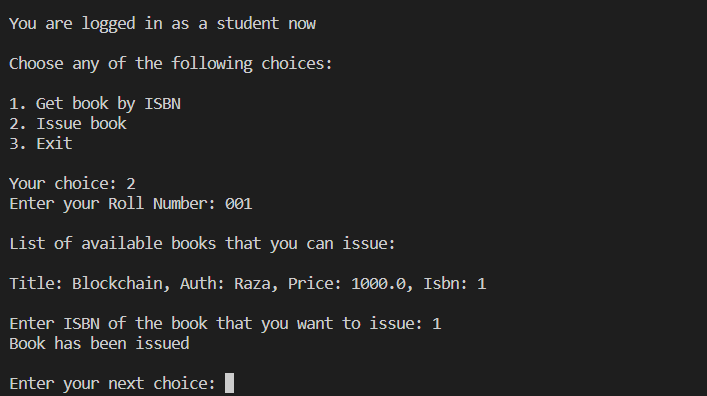 You are logged in as a student now
Choose any of the following choices:
1. Get book by ISBN
2. Issue book
3. Exit
Your choice: 2
Enter your Roll Number: 001
List of available books that you can issue:
Title: Blockchain, Auth: Raza, Price: 1000.0, Isbn: 1
Enter ISBN of the book that you want to issue: 1
Book has been issued
Enter your next choice: